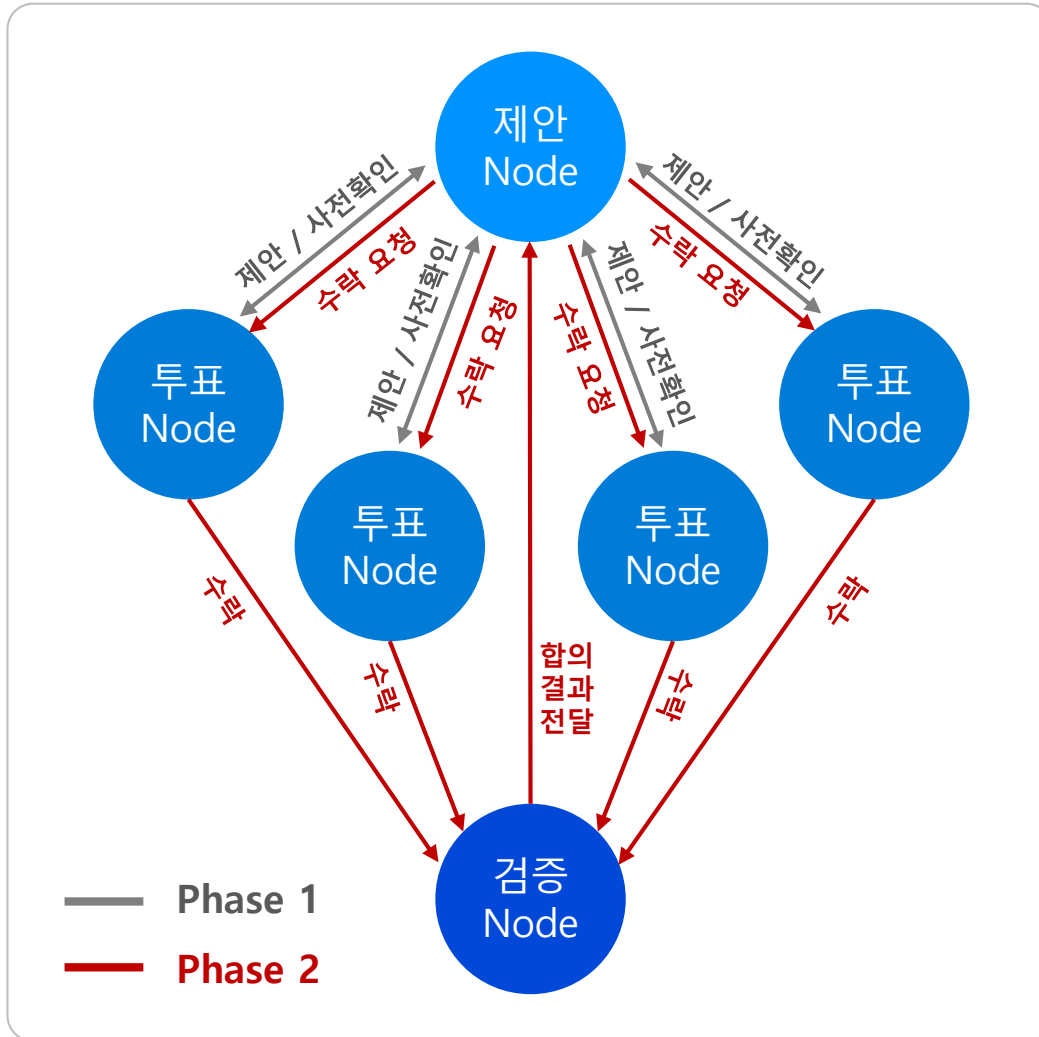 제안
Node
제안 / 사전확인
수락 요청
제안 / 사전확인
수락 요청
제안 / 사전확인
수락 요청
제안 / 사전확인
수락 요청
투표
Node
투표
Node
투표
Node
투표
Node
수락
수락
합의
결과
전달
수락
수락
검증
Node
Phase 1
Phase 2